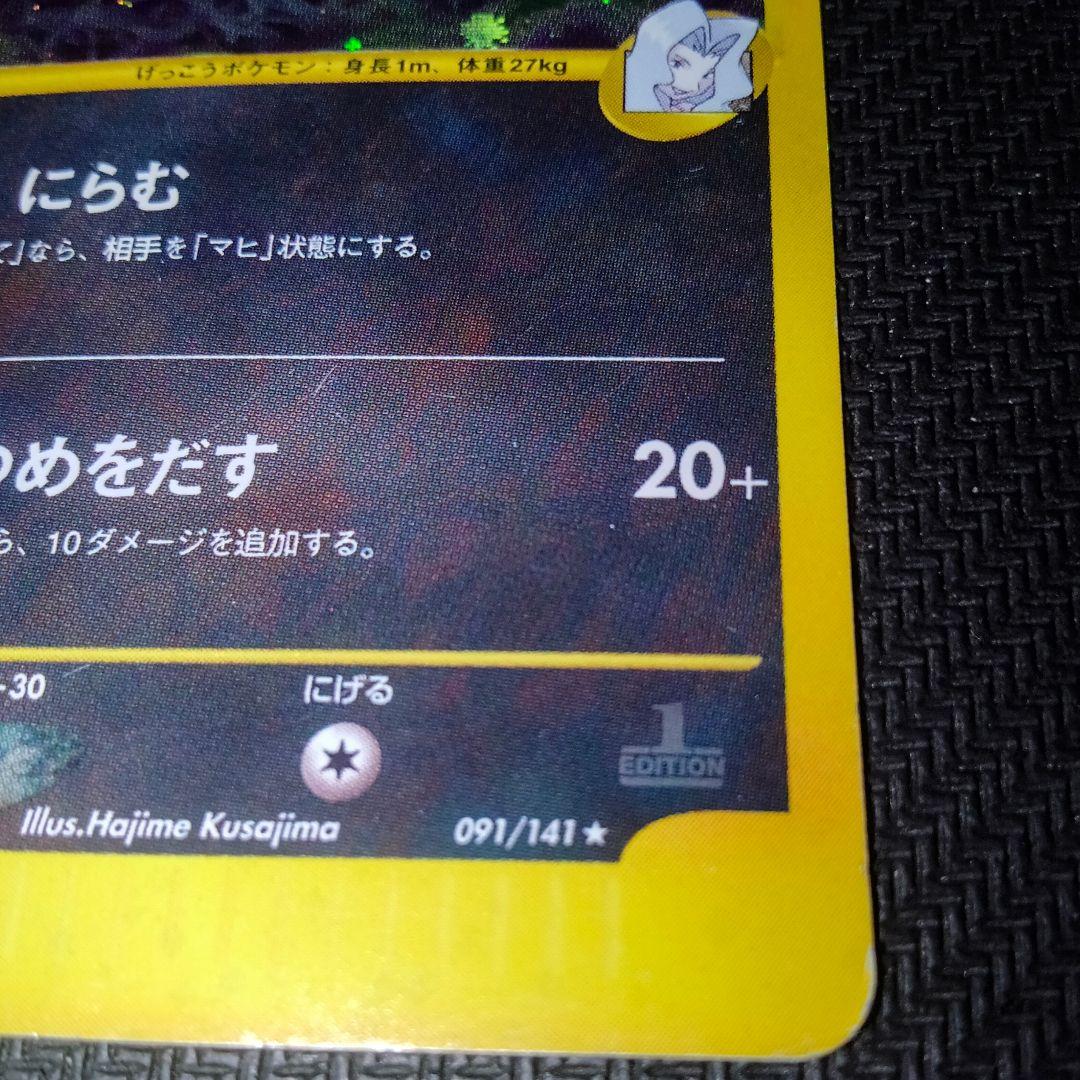 げっこうポケモン：身長1m、体重27kg
にらむ
」なら、相手を「マヒ」状態にする。
つめをだす
20+
ら、10ダメージを追加する。
-30
にげる
1
EDITION
Illus.Hajime Kusajima
091/141★